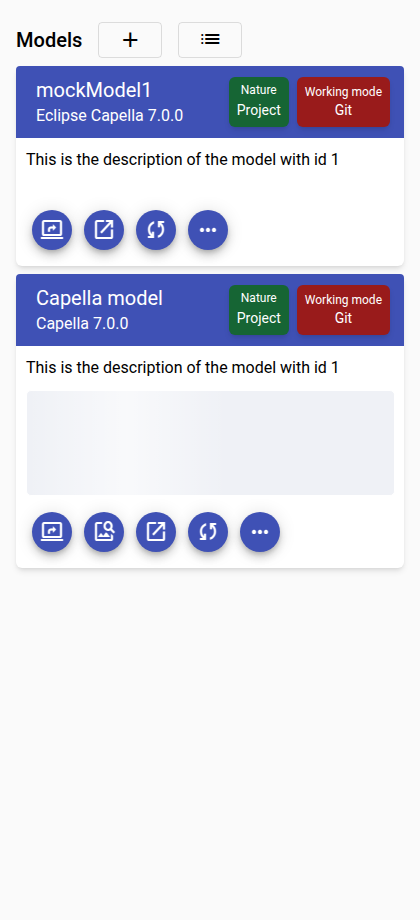 Models
mockModel1
Eclipse Capella 7.0.0
Nature
Project
Working mode
Git
This is the description of the model with id 1
Capella model
Capella 7.0.0
Nature
Project
Working mode
Git
This is the description of the model with id 1